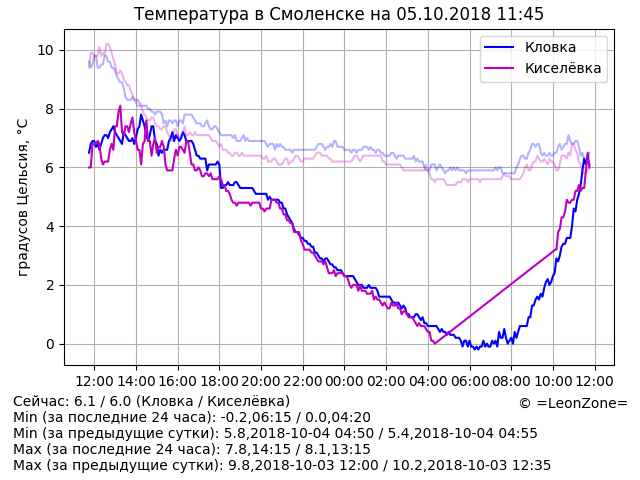 Температура в Смоленске на 05.10.2018 11:45
Кловка
Киселёвка
градусов Цельсия, °C
10
8
6
4
2
0
12:00 14:00 16:00 18:00 20:00 22:00 00:00 02:00 04:00 06:00 08:00 10:00 12:00
Сейчас: 6.1 / 6.0 (Кловка / Киселёвка)
© =LeonZone=
Min (за последние 24 часа): -0.2,06:15 / 0.0,04:20
Min (за предыдущие сутки): 5.8,2018-10-04 04:50 / 5.4,2018-10-04 04:55
Max (за последние 24 часа): 7.8,14:15 / 8.1,13:15
Max (за предыдущие сутки): 9.8,2018-10-03 12:00 / 10.2,2018-10-03 12:35